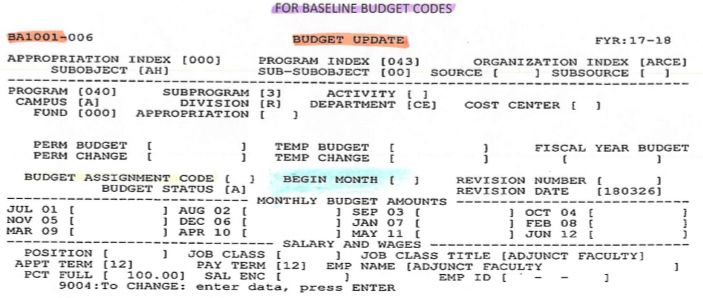 FOR BASELINE BUDGET CODES
BA1001-006 BUDGET UPDATE FYR:17-18
APPROPRIATION INDEX [000] PROGRAM INDEX [043] ORGANIZATION INDEX [ARCE]
SUBOBJECT [AH] SUB-SUBOBJECT [00] SOURCE [ ] SUBSOURCE [ ]
PROGRAM [040] SUBPROGRAM [3] ACTIVITY [ ]
CAMPUS [A] DIVISION [R] DEPARTMENT [CE] COST CENTER [ ]
FUND [000] APPROPRIATION [ ]
PERM BUDGET [ ] TEMP BUDGET [ ] FISCAL YEAR BUDGET
PERM CHANGE [ ] TEMP CHANGE [ ] [ ]
BUDGET ASSIGNMENT CODE [ ] BEGIN MONTH [ ] REVISION NUMBER [ ]
BUDGET STATUS [A] REVISION DATE [180326]
MONTHLY BUDGET AMOUNTS
JUL 01 [ ] AUG 02 [ ] SEP 03 [ ] OCT 04 [ ]
NOV 05 [ ] DEC 06 [ ] JAN 07 [ ] FEB 08 [ ]
MAR 09 [ ] APR 10 [ ] MAY 11 [ ] JUN 12 [ ]
SALARY AND WAGES
POSITION [ ] JOB CLASS [ ] JOB CLASS TITLE [ADJUNCT FACULTY]
APPT TERM [12] PAY TERM [12] EMP NAME [ADJUNCT FACULTY ]
PCT FULL [ 100.00] SAL ENC [ ] EMP ID [ - - ]
9004:To CHANGE: enter data, press ENTER